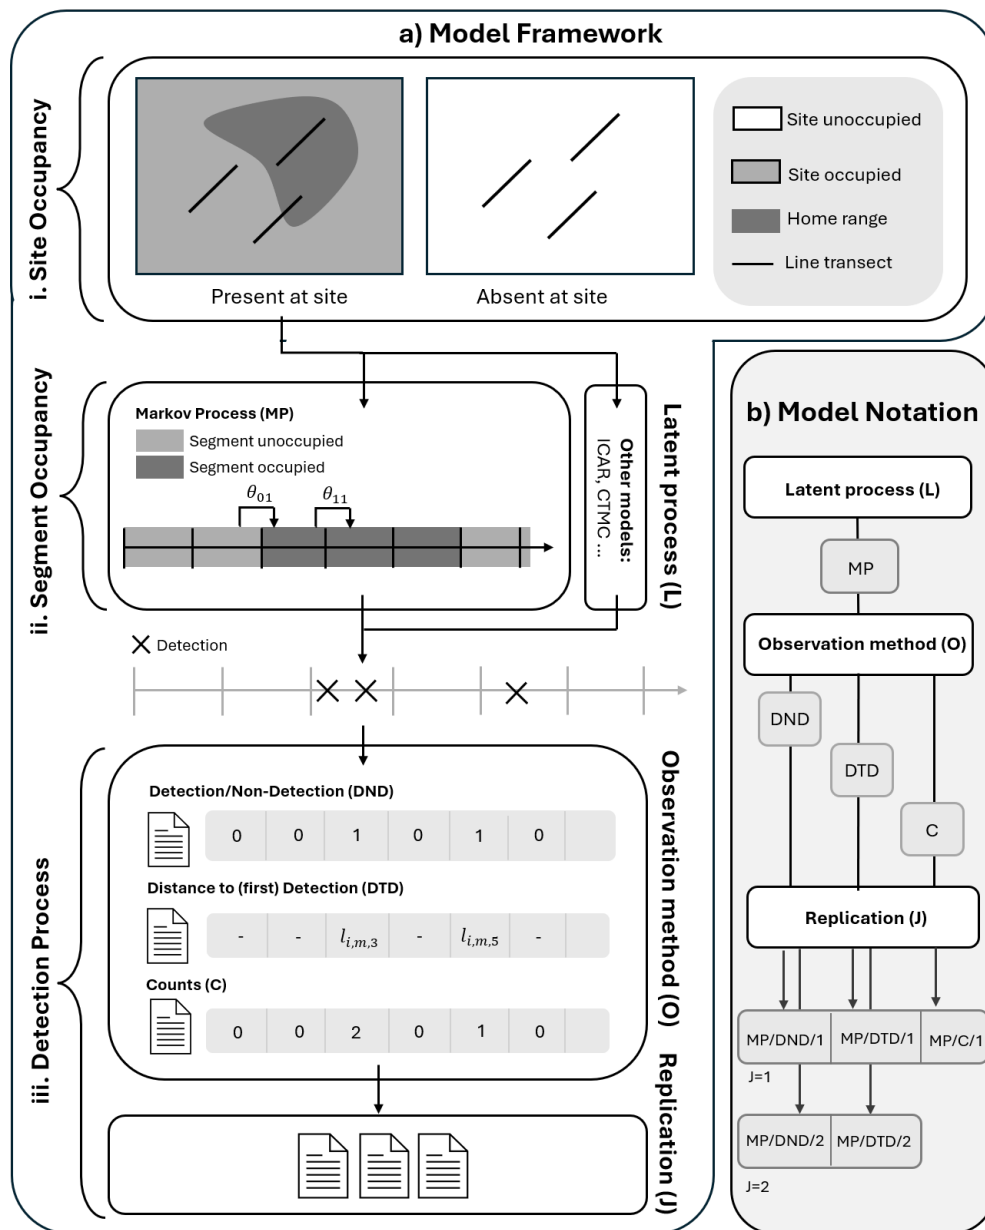 a) Model Framework
i. Site Occupancy
Present at site
Absent at site
Site unoccupied
Site occupied
Home range
Line transect
ii. Segment Occupancy
Markov Process (MP)
Segment unoccupied
Segment occupied
θ01
θ11
Other models:
ICAR, CTMC ...
Latent process (L)
Detection
iii. Detection Process
Detection/Non-Detection (DND)
0 0 1 0 1 0
Distance to (first) Detection (DTD)
- - l i,m,3 - l i,m,5 -
Counts (C)
0 0 2 0 1 0
Observation method (O)
Replication (J)
b) Model Notation
Latent process (L)
MP
Observation method (O)
DND
DTD
C
Replication (J)
MP/DND/1 MP/DTD/1 MP/C/1
J=1
MP/DND/2 MP/DTD/2
J=2